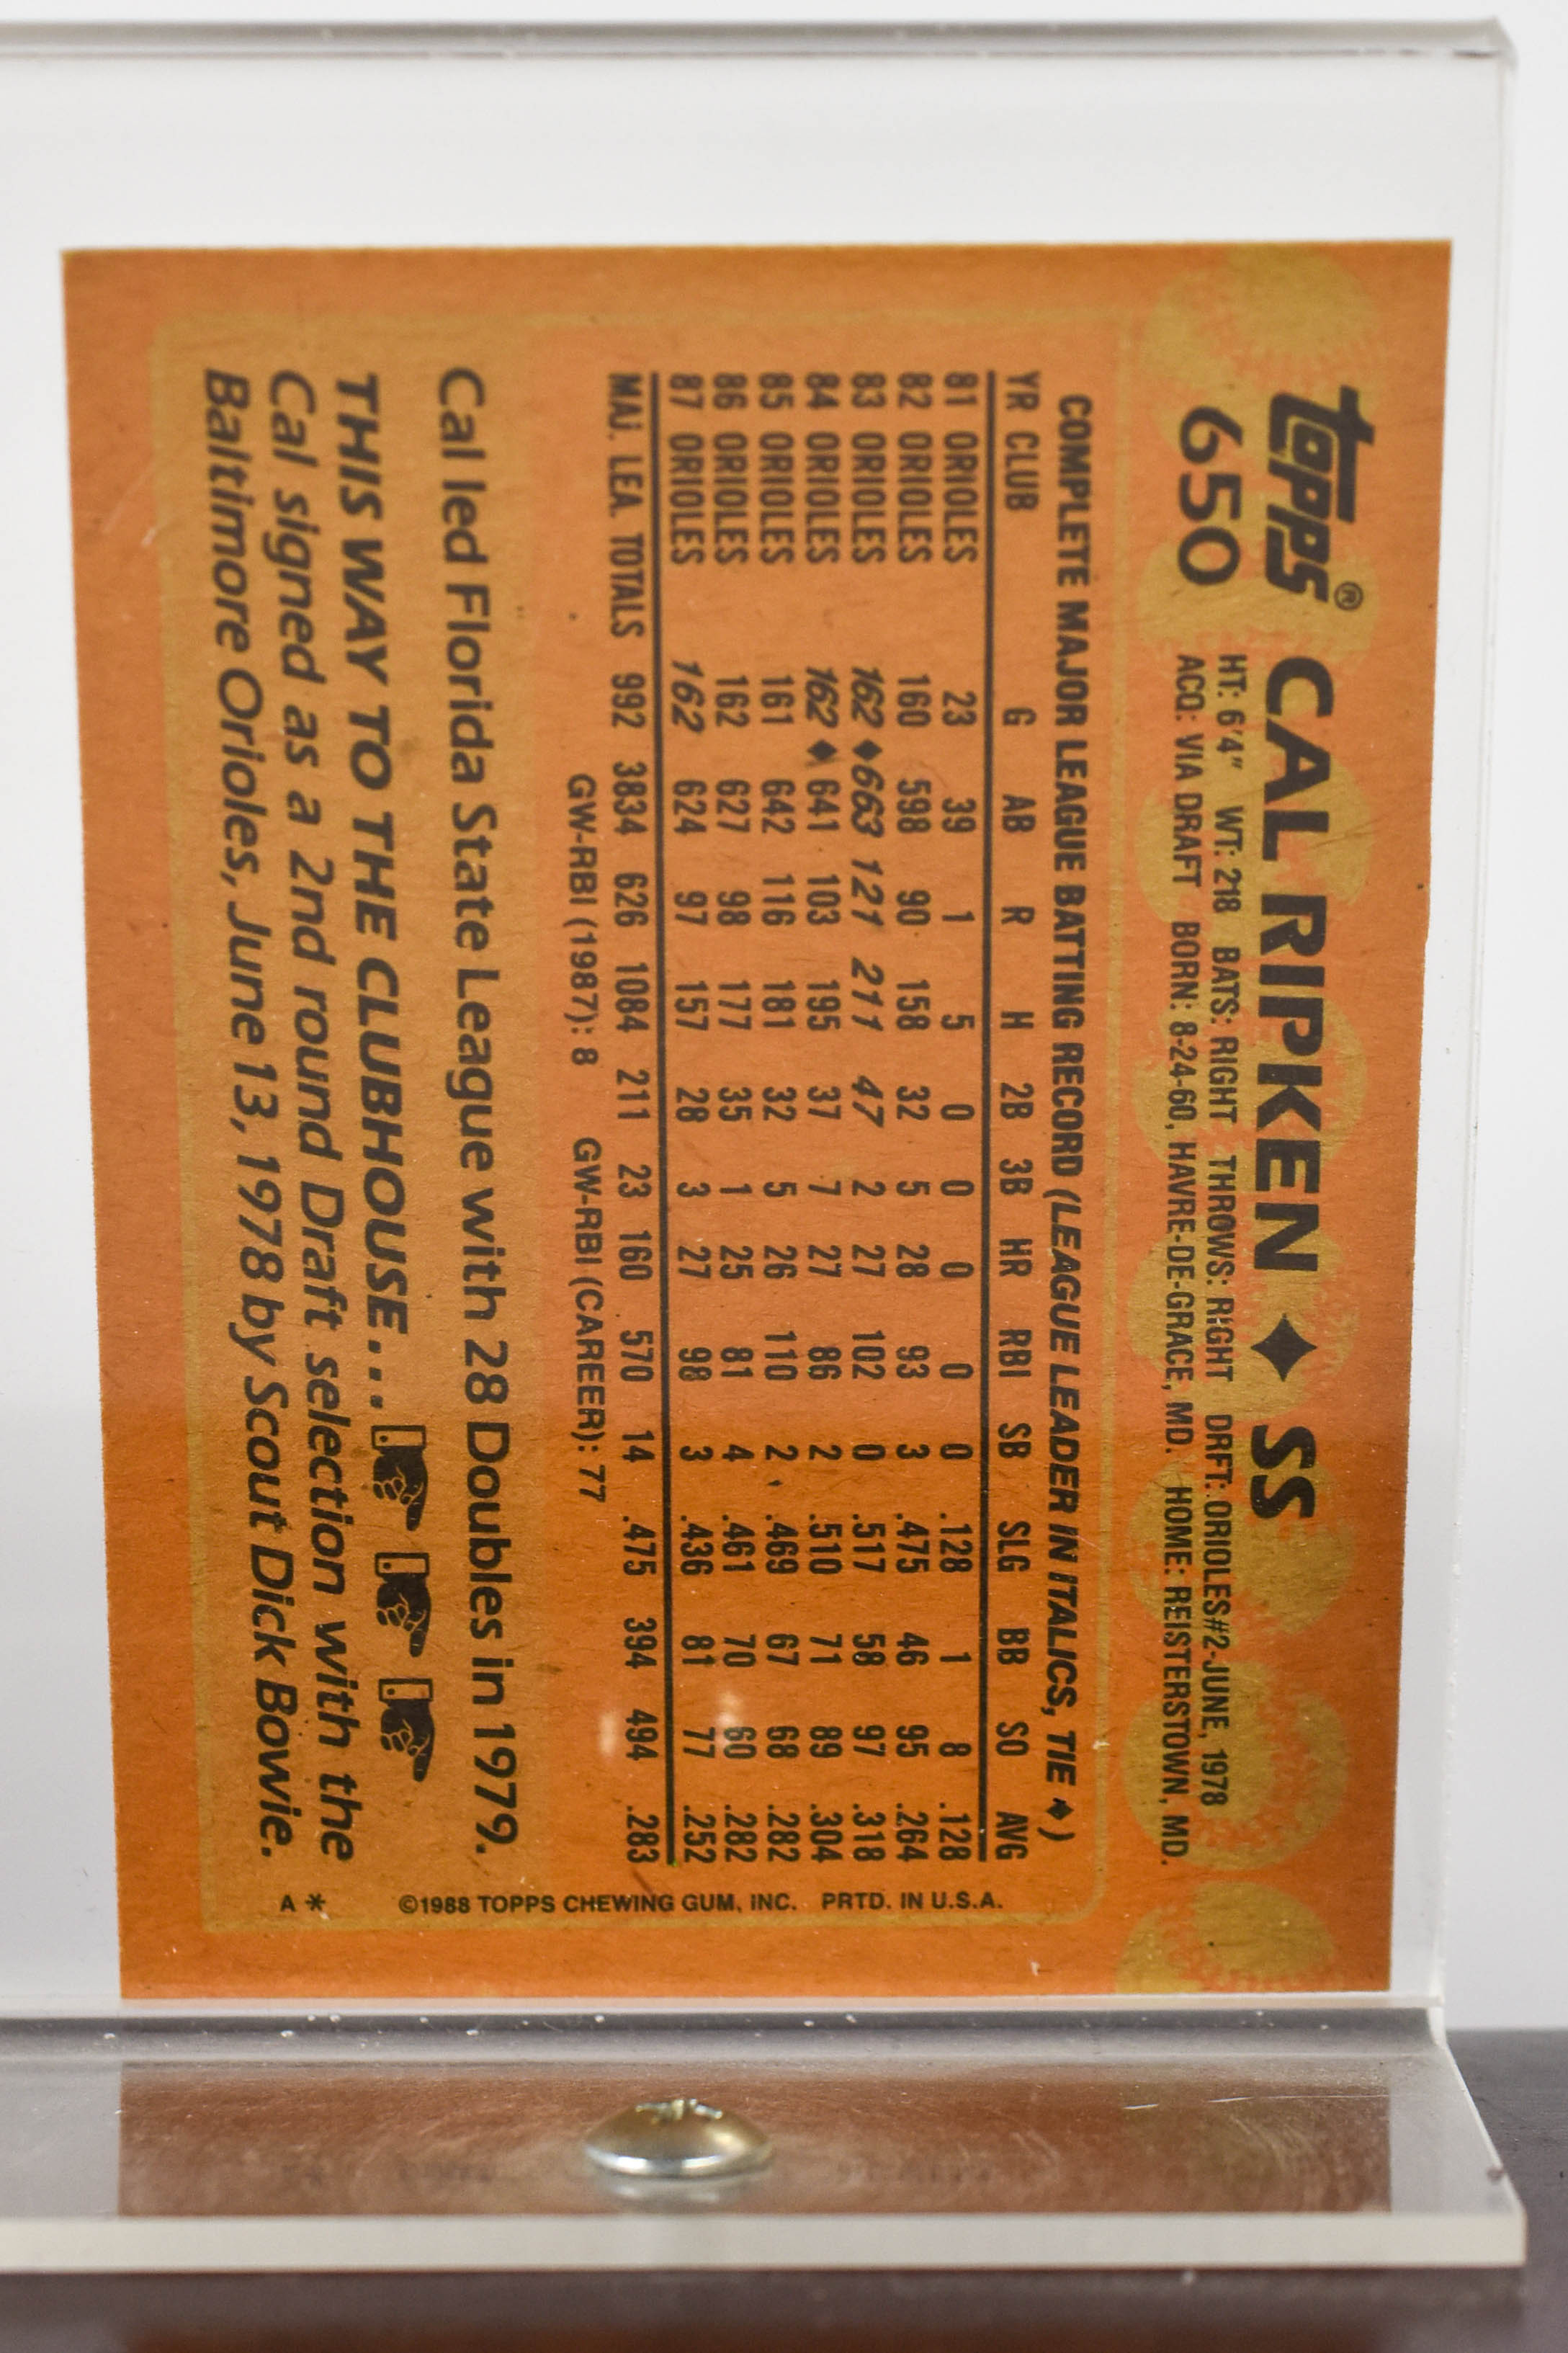 topps® CAL RIPKEN ♦ SS
650 HT: 6'4" WT: 218 BATS: RIGHT THROWS: RIGHT DRFT: ORIOLES#2-JUNE, 1978
ACQ: VIA DRAFT BORN: 8-24-60, HAVRE-DE-GRACE, MD. HOME: REISTERSTOWN, MD.
COMPLETE MAJOR LEAGUE BATTING RECORD (LEAGUE LEADER IN ITALICS, TIE ♦)
YR CLUB G AB R H 2B 3B HR RBI SB SLG BB SO AVG
81 ORIOLES 23 39 1 5 0 0 0 0 0 .128 1 8 .128
82 ORIOLES 160 598 90 158 32 5 28 93 3 .475 46 95 .264
83 ORIOLES 162♦ 663 121 211 47 2 27 102 0 .517 58 97 .318
84 ORIOLES 162♦ 641 103 195 37 7 27 86 2 .510 71 89 .304
85 ORIOLES 161 642 116 181 32 5 26 110 2 .469 67 68 .282
86 ORIOLES 162 627 98 177 35 1 25 81 4 .461 70 60 .282
87 ORIOLES 162 624 97 157 28 3 27 98 3 .436 81 77 .252
MAJ. LEA. TOTALS 992 3834 626 1084 211 23 160 570 14 .475 394 494 .283
GW-RBI (1987): 8 GW-RBI (CAREER): 77
Cal led Florida State League with 28 Doubles in 1979.
THIS WAY TO THE CLUBHOUSE...
Cal signed as a 2nd round Draft selection with the
Baltimore Orioles, June 13, 1978 by Scout Dick Bowie.
A* ©1988 TOPPS CHEWING GUM, INC. PRTD. IN U.S.A.